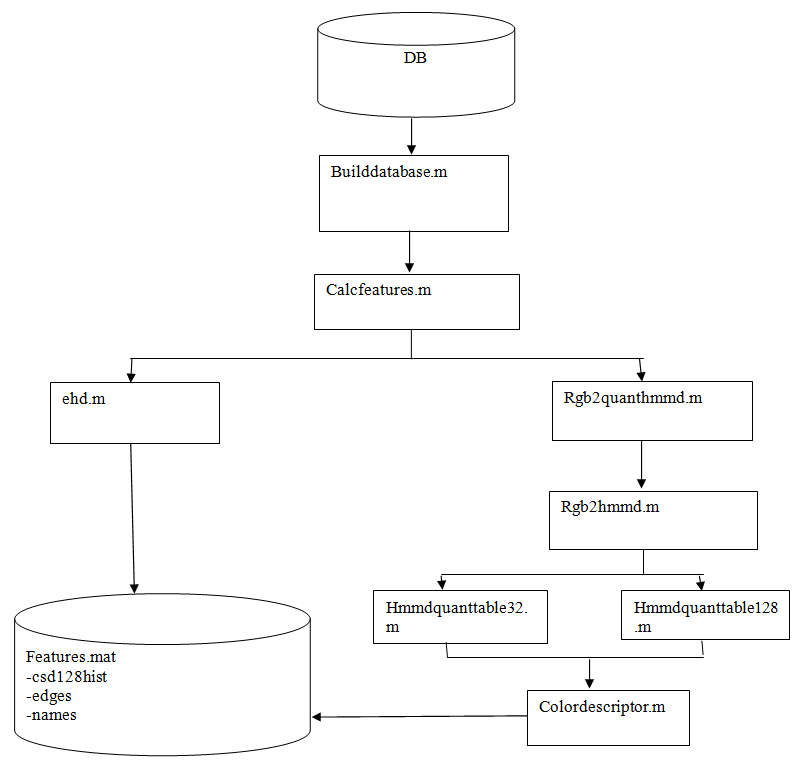 DB
Builddatabase.m
Calcfeatures.m
ehd.m
Rgb2quanthmmd.m
Rgb2hmmd.m
Hmmdquanttable32.
m
Hmmdquanttable128
.m
Features.mat
-csd128hist
-edges
-names
Colordescriptor.m